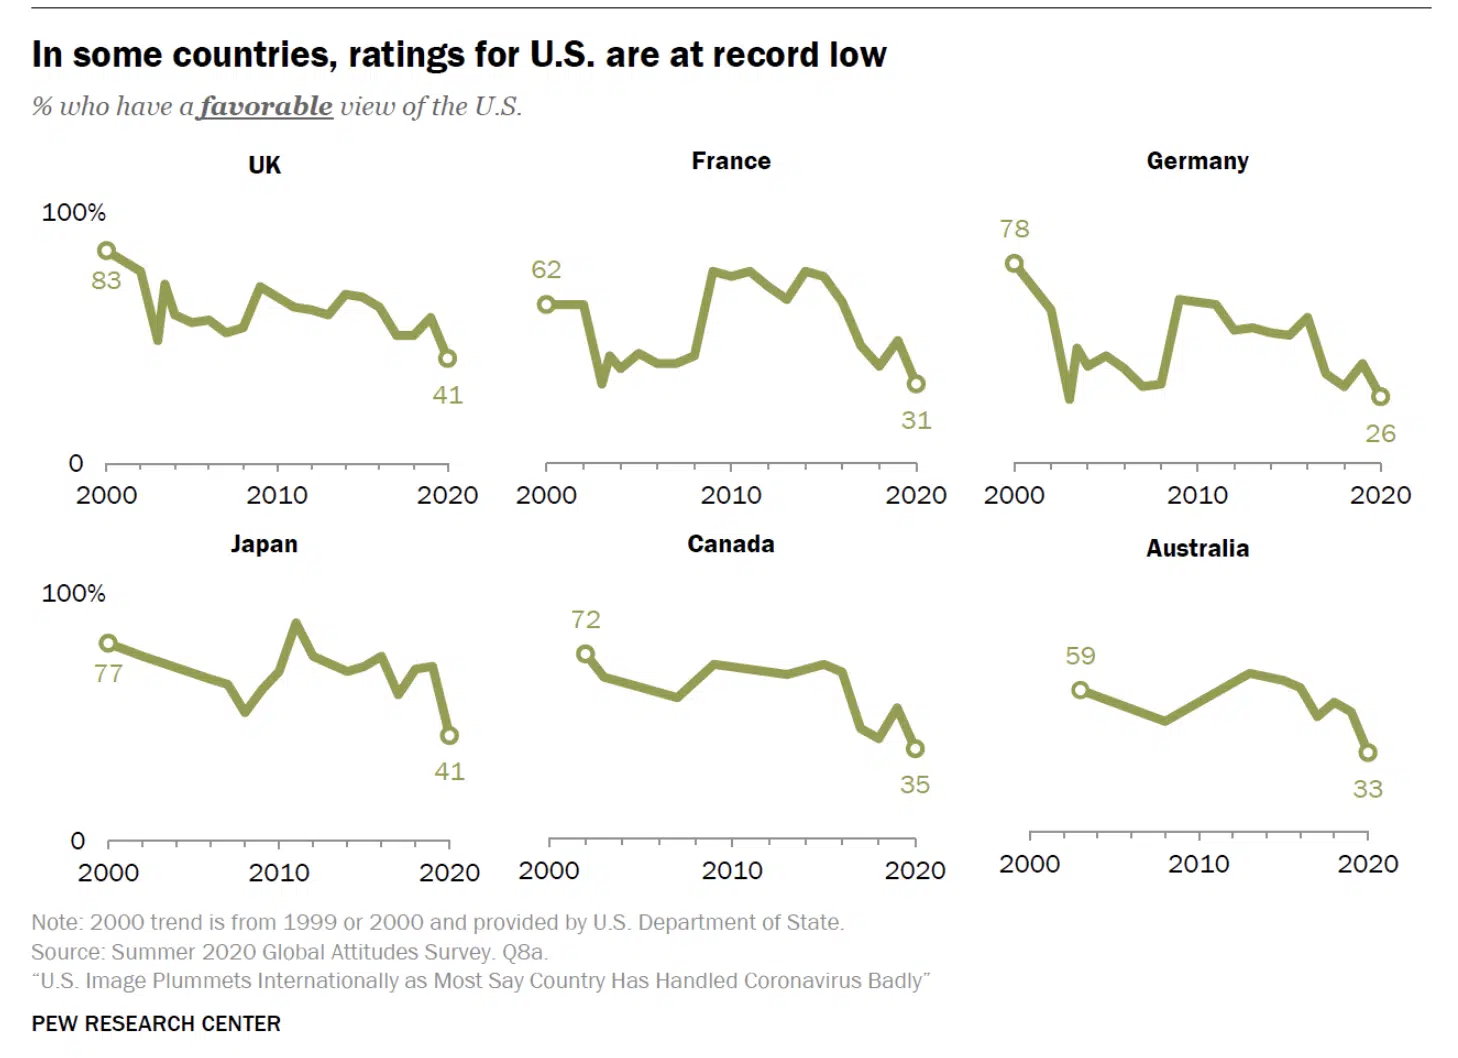 In some countries, ratings for U.S. are at record low
% who have a favorable view of the U.S.
UK
100%
83
41
0
2000 2010 2020
France
62
31
2000 2010 2020
Germany
78
26
2000 2010 2020
Japan
100%
77
41
0
2000 2010 2020
Canada
72
35
2000 2010 2020
Australia
59
33
2000 2010 2020
Note: 2000 trend is from 1999 or 2000 and provided by U.S. Department of State.
Source: Summer 2020 Global Attitudes Survey. Q8a.
“U.S. Image Plummets Internationally as Most Say Country Has Handled Coronavirus Badly”
PEW RESEARCH CENTER